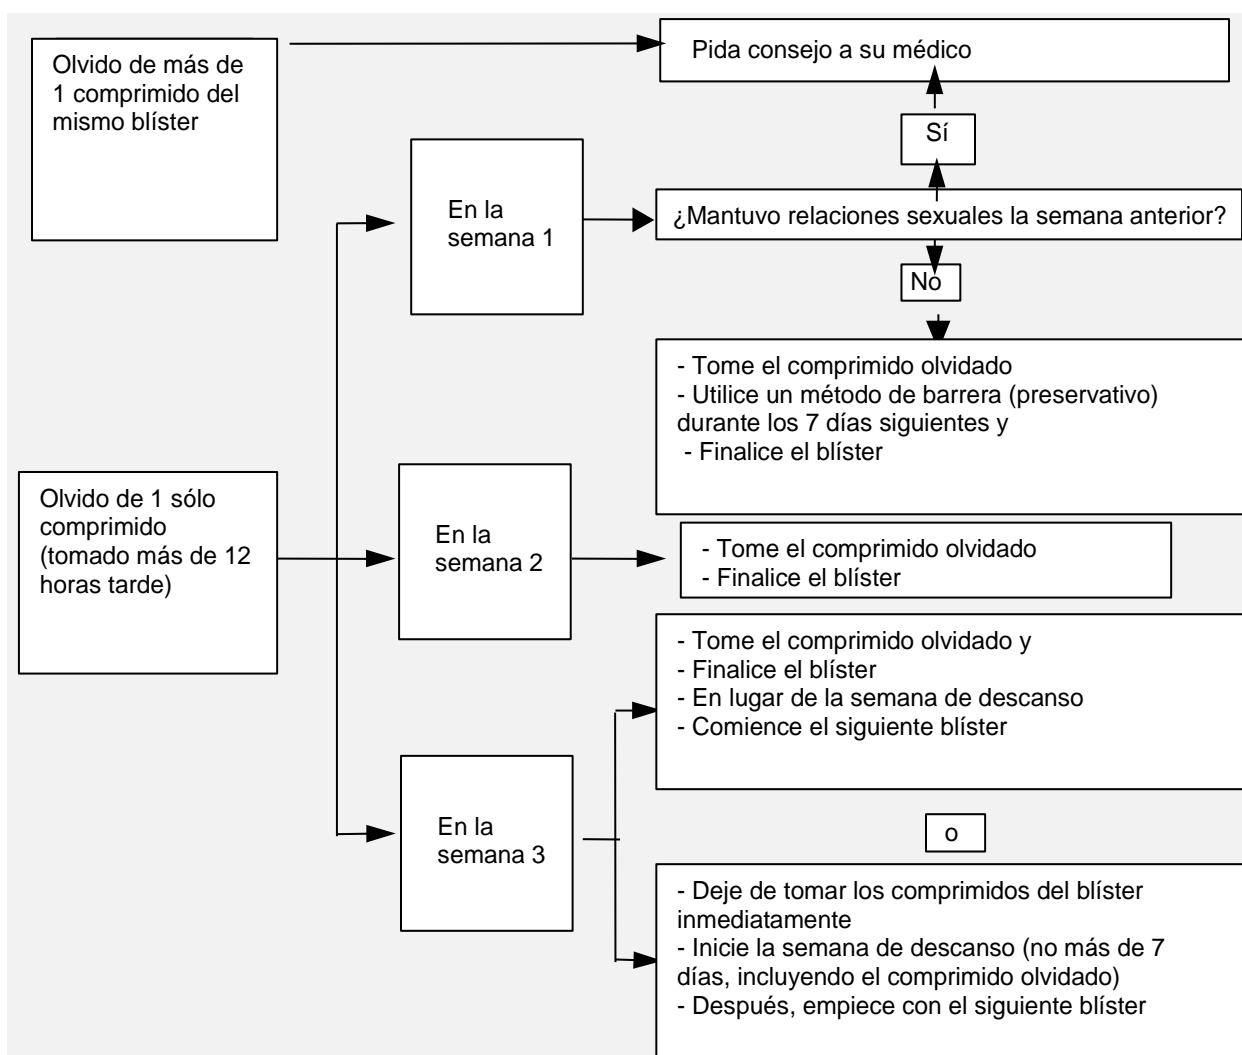 Olvido de más de
1 comprimido del
mismo blíster
Pida consejo a su médico
Sí
En la
semana 1
¿Mantuvo relaciones sexuales la semana anterior?
No
- Tome el comprimido olvidado
- Utilice un método de barrera (preservativo)
durante los 7 días siguientes y
- Finalice el blíster
Olvido de 1 sólo
comprimido
(tomado más de 12
horas tarde)
En la
semana 2
- Tome el comprimido olvidado
- Finalice el blíster
- Tome el comprimido olvidado y
- Finalice el blíster
- En lugar de la semana de descanso
- Comience el siguiente blíster
En la
semana 3
o
- Deje de tomar los comprimidos del blíster
inmediatamente
- Inicie la semana de descanso (no más de 7
días, incluyendo el comprimido olvidado)
- Después, empiece con el siguiente blíster